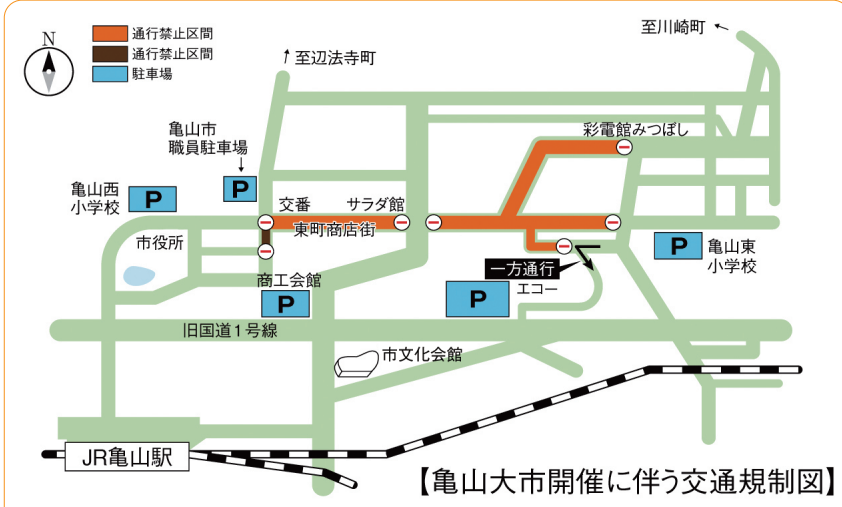 通行禁止区間
通行禁止区間
駐車場
N
至辺法寺町
至川崎町
亀山市
職員駐車場
彩電館みつぼし
P
亀山西
小学校
P
交番
サラダ館
東町商店街
市役所
P
亀山東
小学校
一方通行
エコー
商工会館
P
P
旧国道1号線
市文化会館
JR亀山駅
【亀山大市開催に伴う交通規制図】